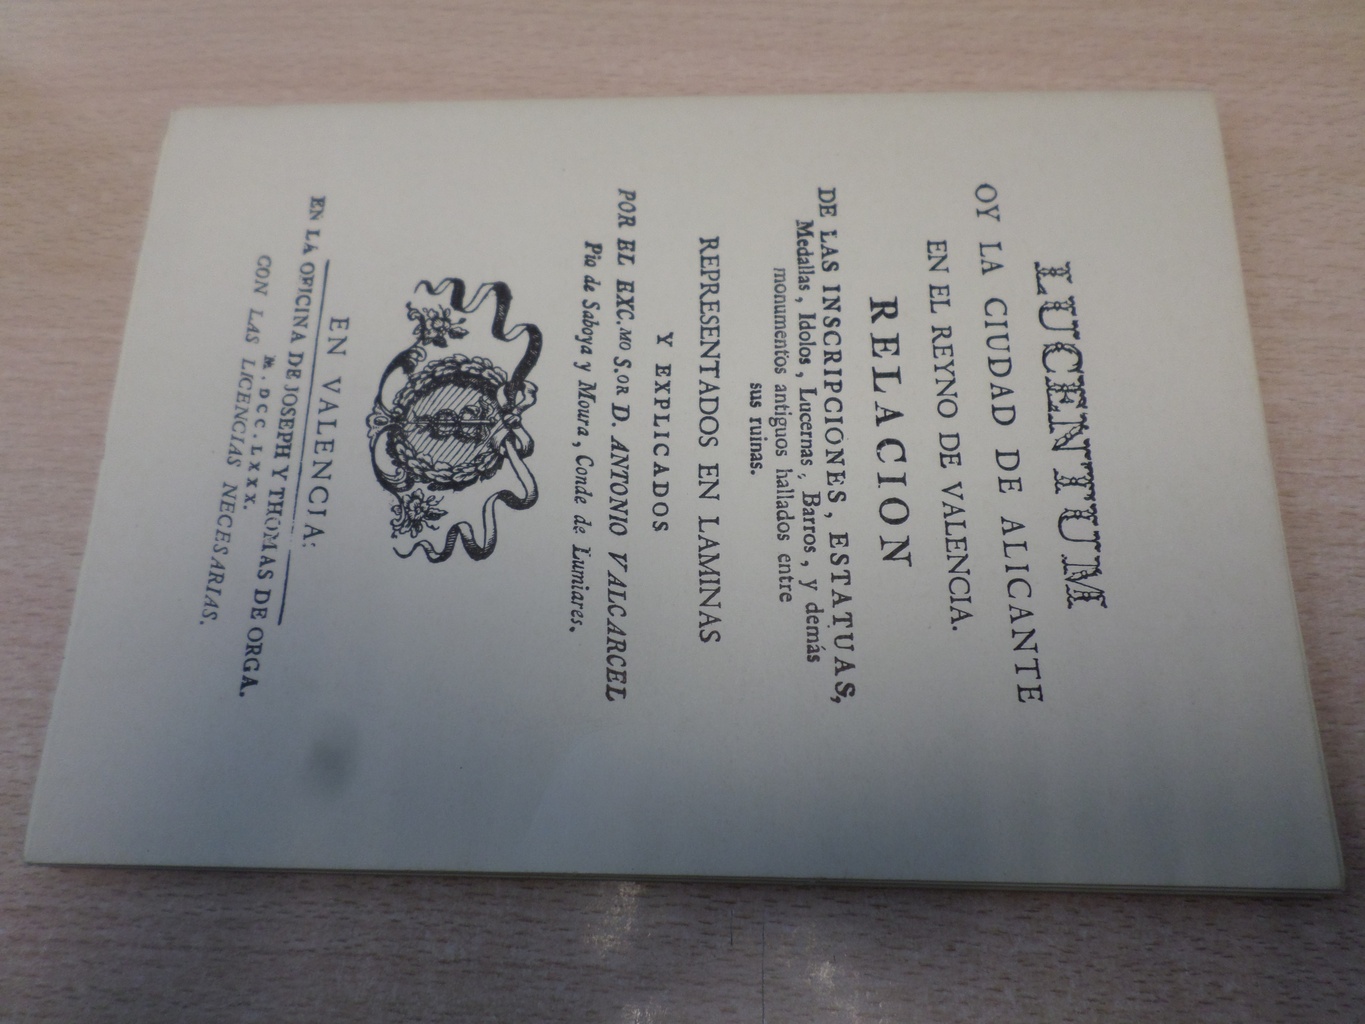 LUCENTUM
OY LA CIUDAD DE ALICANTE
EN EL REYNO DE VALENCIA.
RELACION
DE LAS INSCRIPCIONES, ESTATUAS,
Medallas, Idolos, Lucernas, Barros, y demás
monumentos antiguos hallados entre
sus ruinas.
REPRESENTADOS EN LAMINAS
Y EXPLICADOS
POR EL EXC.MO S.OR D. ANTONIO VALCARCEL
Pio de Saboya y Moura, Conde de Lumiares.
EN VALENCIA:
EN LA OFICINA DE JOSEPH Y THOMAS DE ORGA.
M.DCC.LXXX.
CON LAS LICENCIAS NECESARIAS.